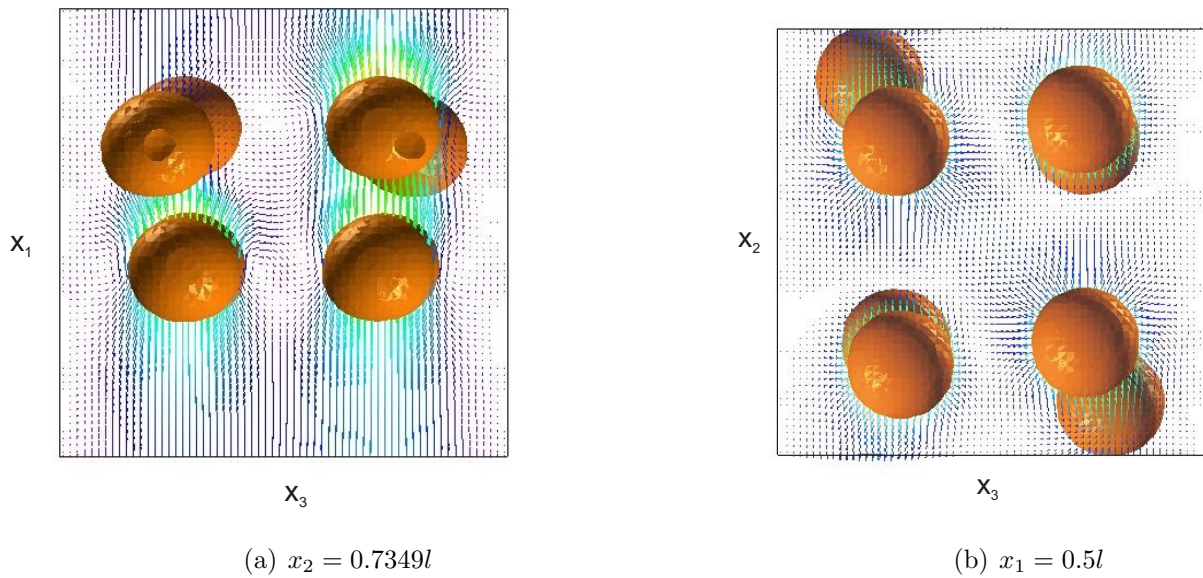 x₁
x₃
(a) x₂ = 0.7349l
x₂
x₃
(b) x₁ = 0.5l